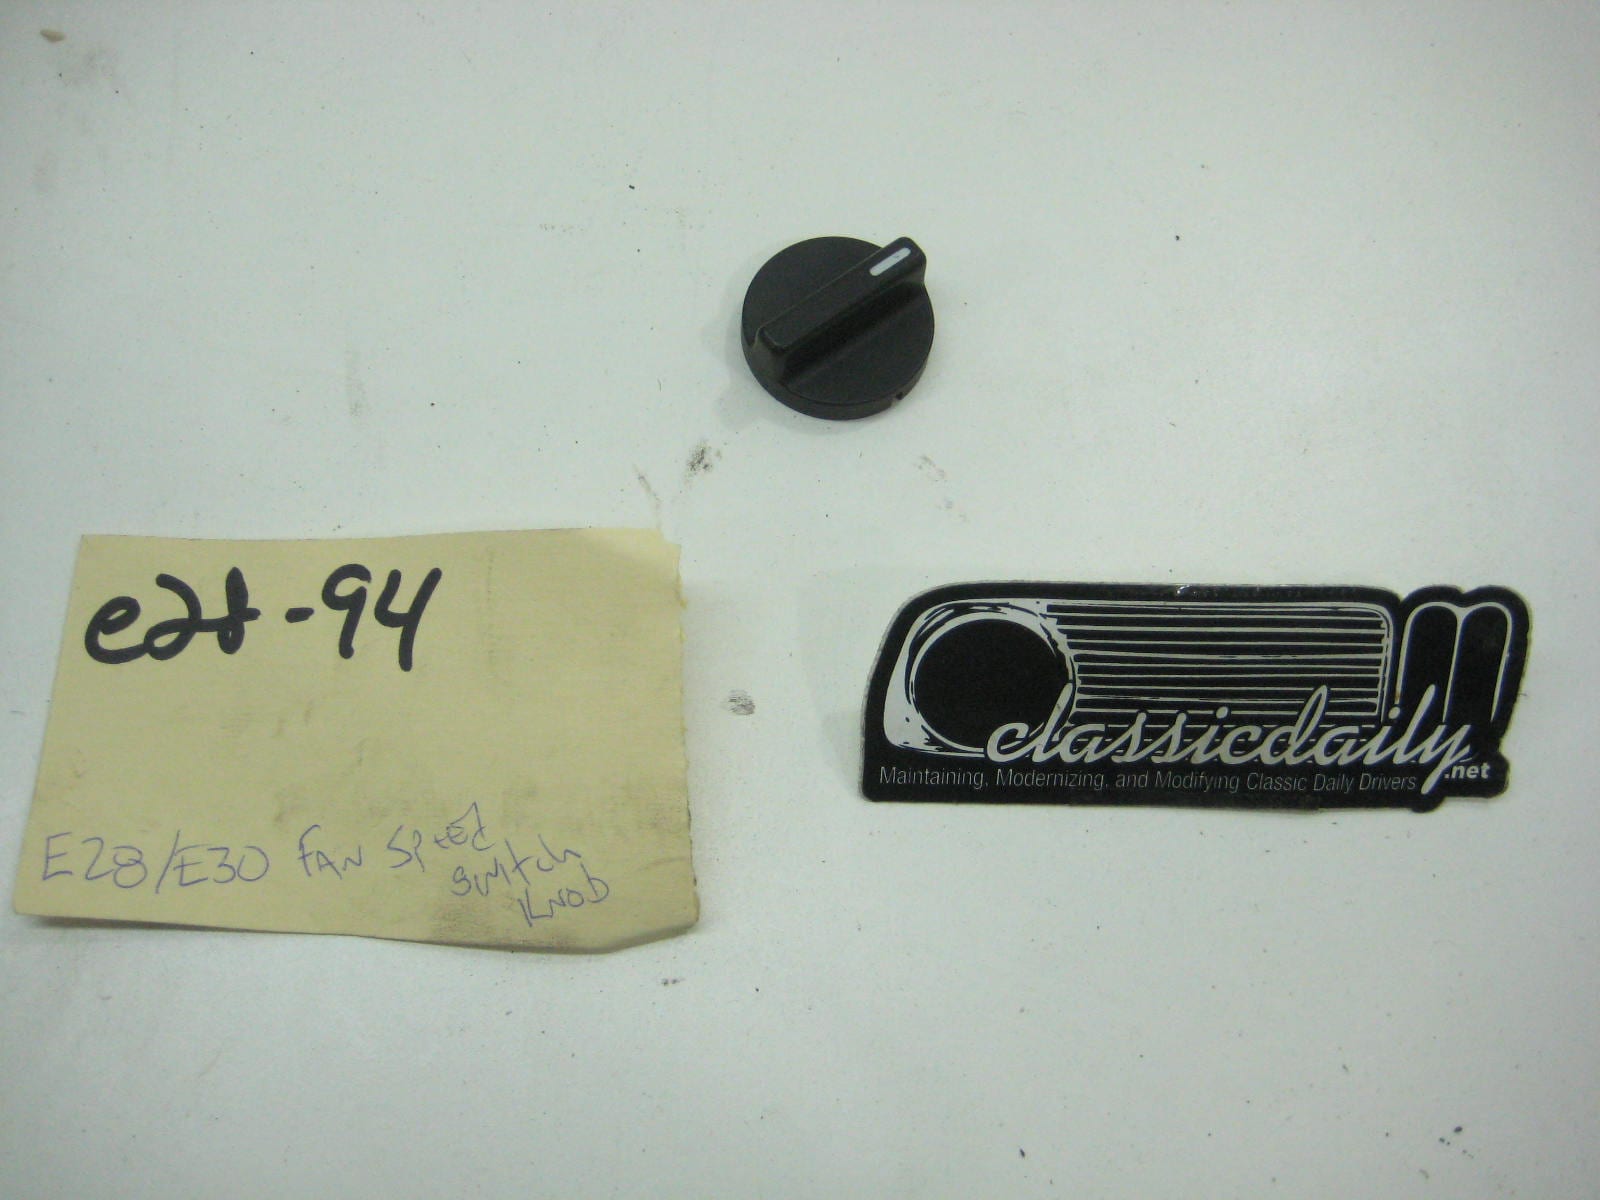 e28-94
E28/E30 FAN SPEED
SWITCH
KNOB
classicdaily
.net
Maintaining, Modernizing, and Modifying Classic Daily Drivers